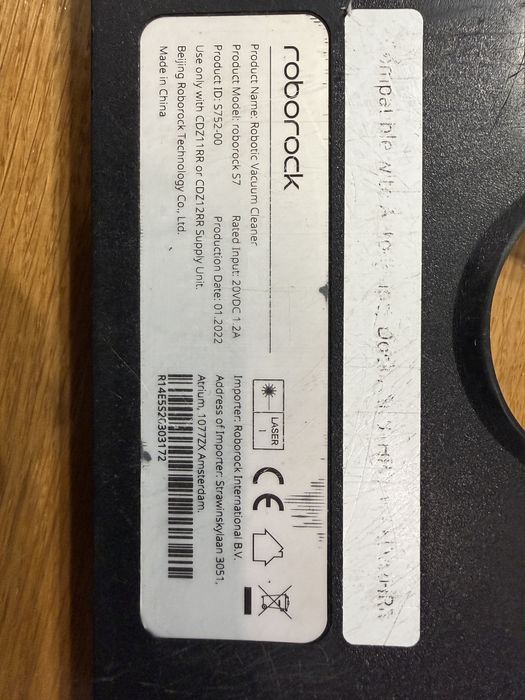 roborock
Product Name: Robotic Vacuum Cleaner
Product Model: roborock S7 Rated Input: 20VDC 1.2A
Product ID: S752-00 Production Date: 01.2022
Use only with CDZ11RR or CDZ12RR Supply Unit.
Beijing Roborock Technology Co., Ltd.
Made in China
LASER
1
CE
Importer: Roborock International B.V.
Address of Importer: Strawinskylaan 3051,
Atrium, 1077ZX Amsterdam.